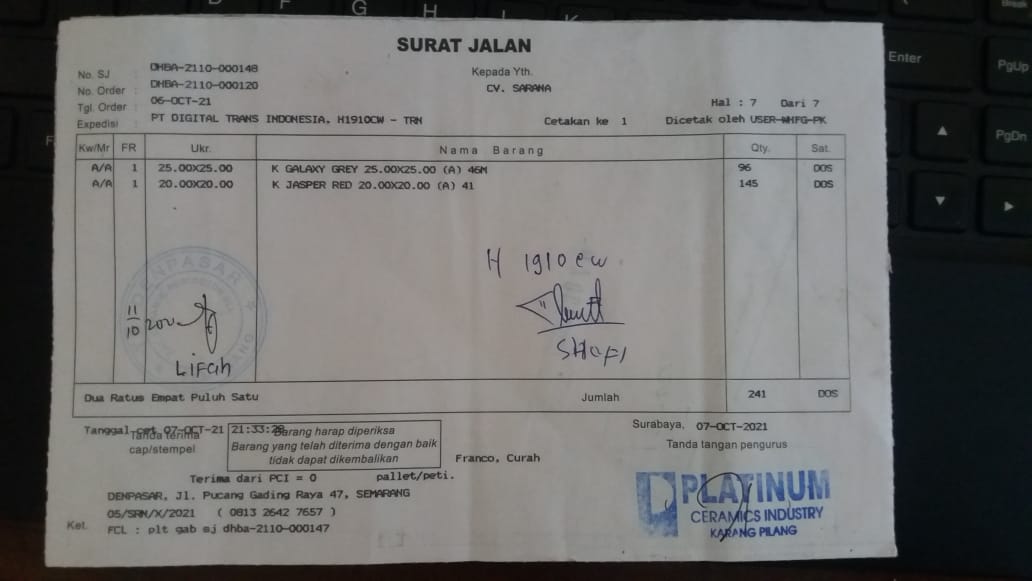 SURAT JALAN
No. SJ : DHBA-2110-000148
No. Order : DHBA-2110-000120
Tgl. Order : 06-OCT-21
Expedisi : PT DIGITAL TRANS INDONESIA, H1910CW - TRN
Kepada Yth.
CV. SARANA
Cetakan ke 1
Hal : 7 Dari 7
Dicetak oleh USER-WHFG-PK
Kw/Mr FR Ukr. Nama Barang Qty. Sat.
A/A 1 25.00X25.00 K GALAXY GREY 25.00X25.00 (A) 46M 96 DOS
A/A 1 20.00X20.00 K JASPER RED 20.00X20.00 (A) 41 145 DOS
DENPASAR
H 1910 CW
11/10
Lifah
SHAFI
Dua Ratus Empat Puluh Satu Jumlah 241 DOS
Tanggal cet 07-OCT-21 21:33:28
Tanda terima
cap/stempel
Barang harap diperiksa
Barang yang telah diterima dengan baik
tidak dapat dikembalikan
Franco, Curah
Surabaya, 07-OCT-2021
Tanda tangan pengurus
Terima dari PCI = 0 pallet/peti.
DENPASAR, Jl. Pucang Gading Raya 47, SEMARANG
05/SRN/X/2021 ( 0813 2642 7657 )
Ket. FCL : plt gab sj dhba-2110-000147
PLATINUM
CERAMICS INDUSTRY
KARANG PILANG
Enter
PgUp
PgDn
F
G
H